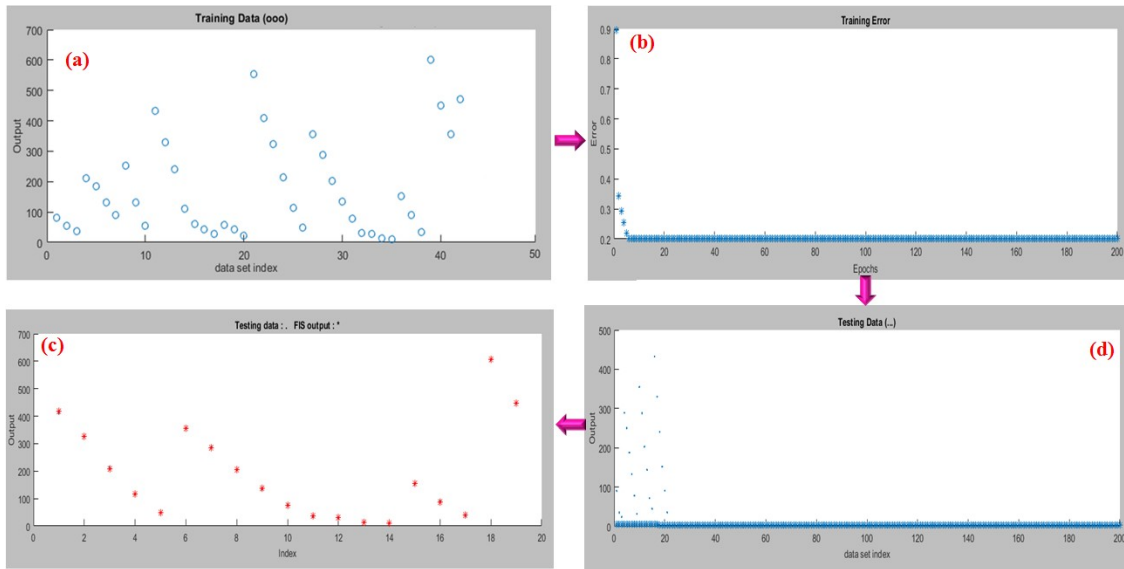 Training Data (ooo)
(a)
700
600
500
400
300
200
100
0
Output
0 10 20 30 40 50
data set index
Training Error
(b)
0.9
0.8
0.7
0.6
0.5
0.4
0.3
0.2
Error
0 20 40 60 80 100 120 140 160 180 200
Epochs
Testing data : . FIS output : *
(c)
700
600
500
400
300
200
100
0
Output
0 2 4 6 8 10 12 14 16 18 20
Index
Testing Data (...)
(d)
500
400
300
200
100
0
Output
0 20 40 60 80 100 120 140 160 180 200
data set index